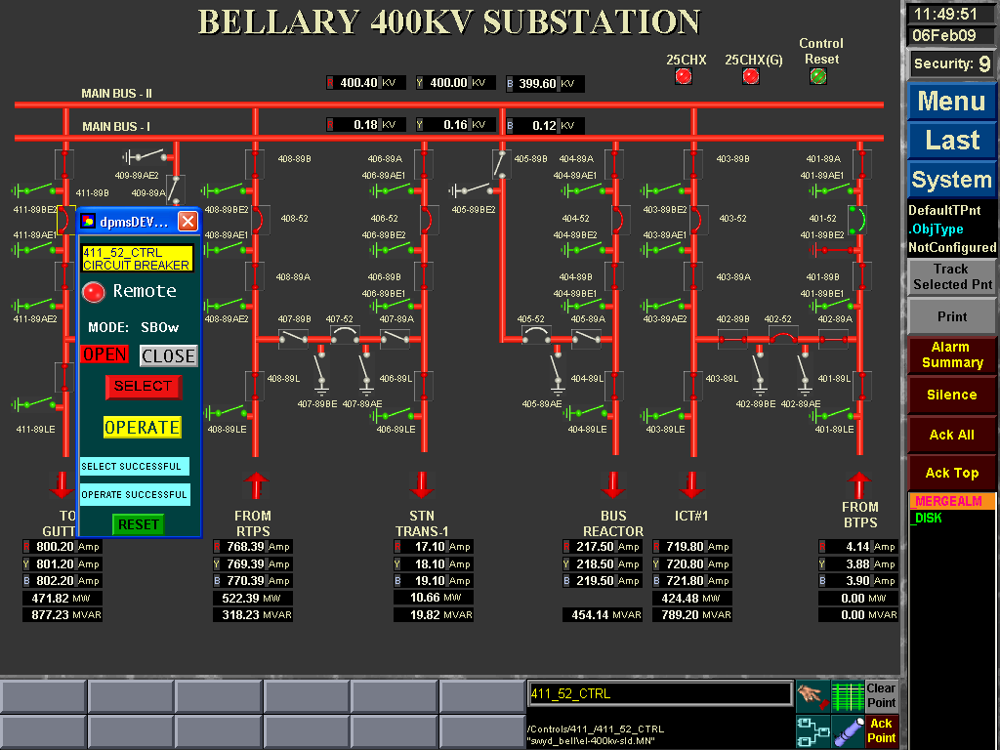 BELLARY 400KV SUBSTATION
11:49:51
06Feb09
Security: 9
Menu
Last
System
DefaultTPnt
.ObjType
NotConfigured
Track
Selected Pnt
Print
Alarm
Summary
Silence
Ack All
Ack Top
MERGEALM
_DISK
25CHX
25CHX(G)
Control
Reset
R 400.40 KV Y 400.00 KV B 399.60 KV
MAIN BUS - II
R 0.18 KV Y 0.16 KV B 0.12 KV
MAIN BUS - I
409-89AE2
409-89A
411-89B
411-89BE2
411-89AE1
411-89AE2
411-89LE
408-89B
408-89BE2
408-52
408-89AE1
408-89A
408-89AE2
408-89L
408-89LE
407-89B
407-52
407-89A
407-89BE
407-89AE
406-89A
406-89AE1
406-52
406-89BE2
406-89B
406-89BE1
406-89L
406-89LE
405-89B
405-89BE2
405-52
405-89A
405-89AE
404-89A
404-89AE1
404-52
404-89BE2
404-89B
404-89BE1
404-89L
404-89LE
403-89B
403-89BE2
403-52
403-89AE1
403-89A
403-89AE2
403-89L
403-89LE
402-89B
402-52
402-89A
402-89BE
402-89AE
401-89A
401-89AE1
401-52
401-89BE2
401-89B
401-89BE1
401-89L
401-89LE
dpmsDEV...
411_52_CTRL
CIRCUIT BREAKER
Remote
MODE: SBOw
OPEN CLOSE
SELECT
OPERATE
SELECT SUCCESSFUL
OPERATE SUCCESSFUL
RESET
TO
GUTT
R 800.20 Amp
Y 801.20 Amp
B 802.20 Amp
471.82 MW
877.23 MVAR
FROM
RTPS
R 768.39 Amp
Y 769.39 Amp
B 770.39 Amp
522.39 MW
318.23 MVAR
STN
TRANS-1
R 17.10 Amp
Y 18.10 Amp
B 19.10 Amp
10.66 MW
19.82 MVAR
BUS
REACTOR
R 217.50 Amp
Y 218.50 Amp
B 219.50 Amp
454.14 MVAR
ICT#1
R 719.80 Amp
Y 720.80 Amp
B 721.80 Amp
424.48 MW
789.20 MVAR
FROM
BTPS
R 4.14 Amp
Y 3.88 Amp
B 3.90 Amp
0.00 MW
0.00 MVAR
411_52_CTRL
/Controls/411_/411_52_CTRL
"swyd_bell\el-400kv-sld.MN"
Clear
Point
Ack
Point